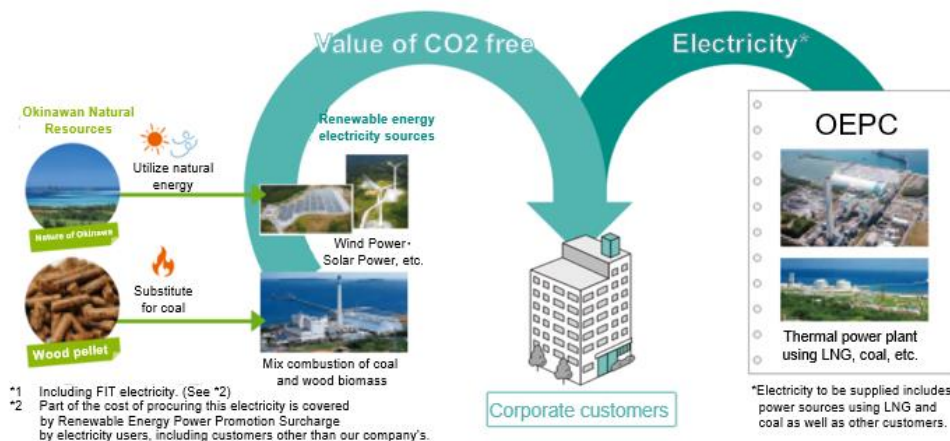 Value of CO2 free
Electricity*
Okinawan Natural
Resources
Utilize natural
energy
Nature of Okinawa
Renewable energy
electricity sources
Wind Power・
Solar Power, etc.
Substitute
for coal
Wood pellet
Mix combustion of coal
and wood biomass
Corporate customers
OEPC
Thermal power plant
using LNG, coal, etc.
*1 Including FIT electricity. (See *2)
*2 Part of the cost of procuring this electricity is covered
by Renewable Energy Power Promotion Surcharge
by electricity users, including customers other than our company's.
*Electricity to be supplied includes
power sources using LNG and
coal as well as other customers.